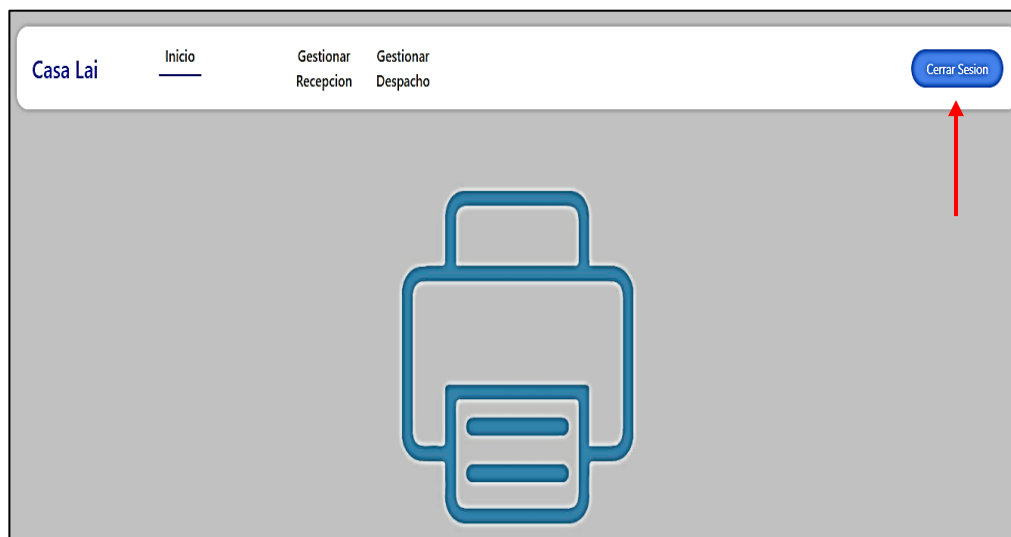 Casa Lai
Inicio
Gestionar
Recepcion
Gestionar
Despacho
Cerrar Sesion